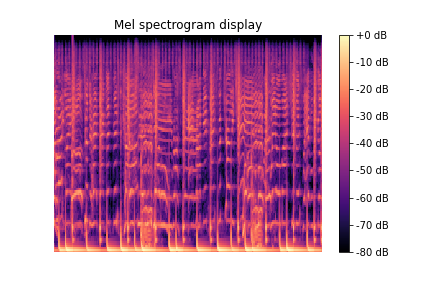 Mel spectrogram display
+0 dB
-10 dB
-20 dB
-30 dB
-40 dB
-50 dB
-60 dB
-70 dB
-80 dB